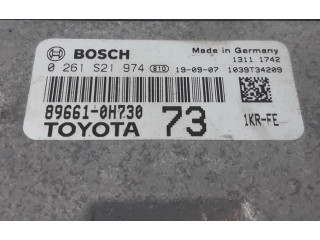 BOSCH
Made in Germany
1311 1742
0 261 S21 974 810 19-09-07 1039T34209
89661-0H730
TOYOTA 73 1KR-FE